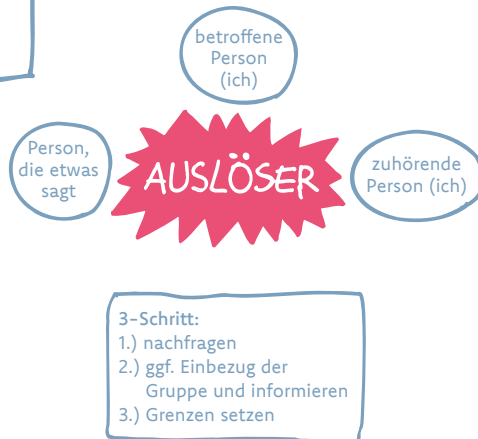 betroffene
Person
(ich)
Person,
die etwas
sagt
AUSLÖSER
zuhörende
Person (ich)
3-Schritt:
1.) nachfragen
2.) ggf. Einbezug der
Gruppe und informieren
3.) Grenzen setzen